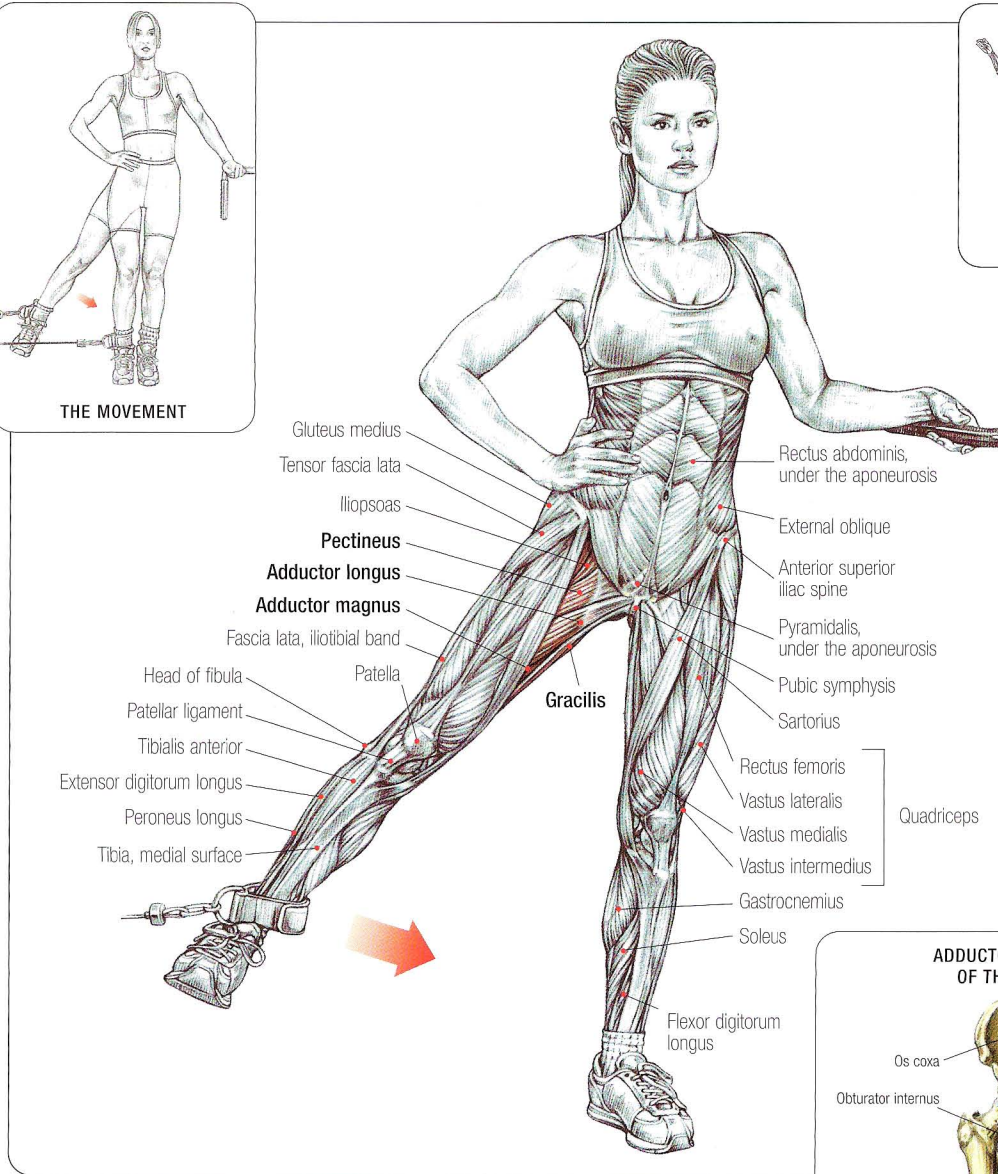 THE MOVEMENT
Gluteus medius
Tensor fascia lata
Iliopsoas
Pectineus
Adductor longus
Adductor magnus
Fascia lata, iliotibial band
Patella
Head of fibula
Patellar ligament
Tibialis anterior
Extensor digitorum longus
Peroneus longus
Tibia, medial surface
Gracilis
Rectus abdominis,
under the aponeurosis
External oblique
Anterior superior
iliac spine
Pyramidalis,
under the aponeurosis
Pubic symphysis
Sartorius
Rectus femoris
Vastus lateralis
Vastus medialis
Vastus intermedius
Quadriceps
Gastrocnemius
Soleus
Flexor digitorum
longus
OF
Os coxa
Obturator internus